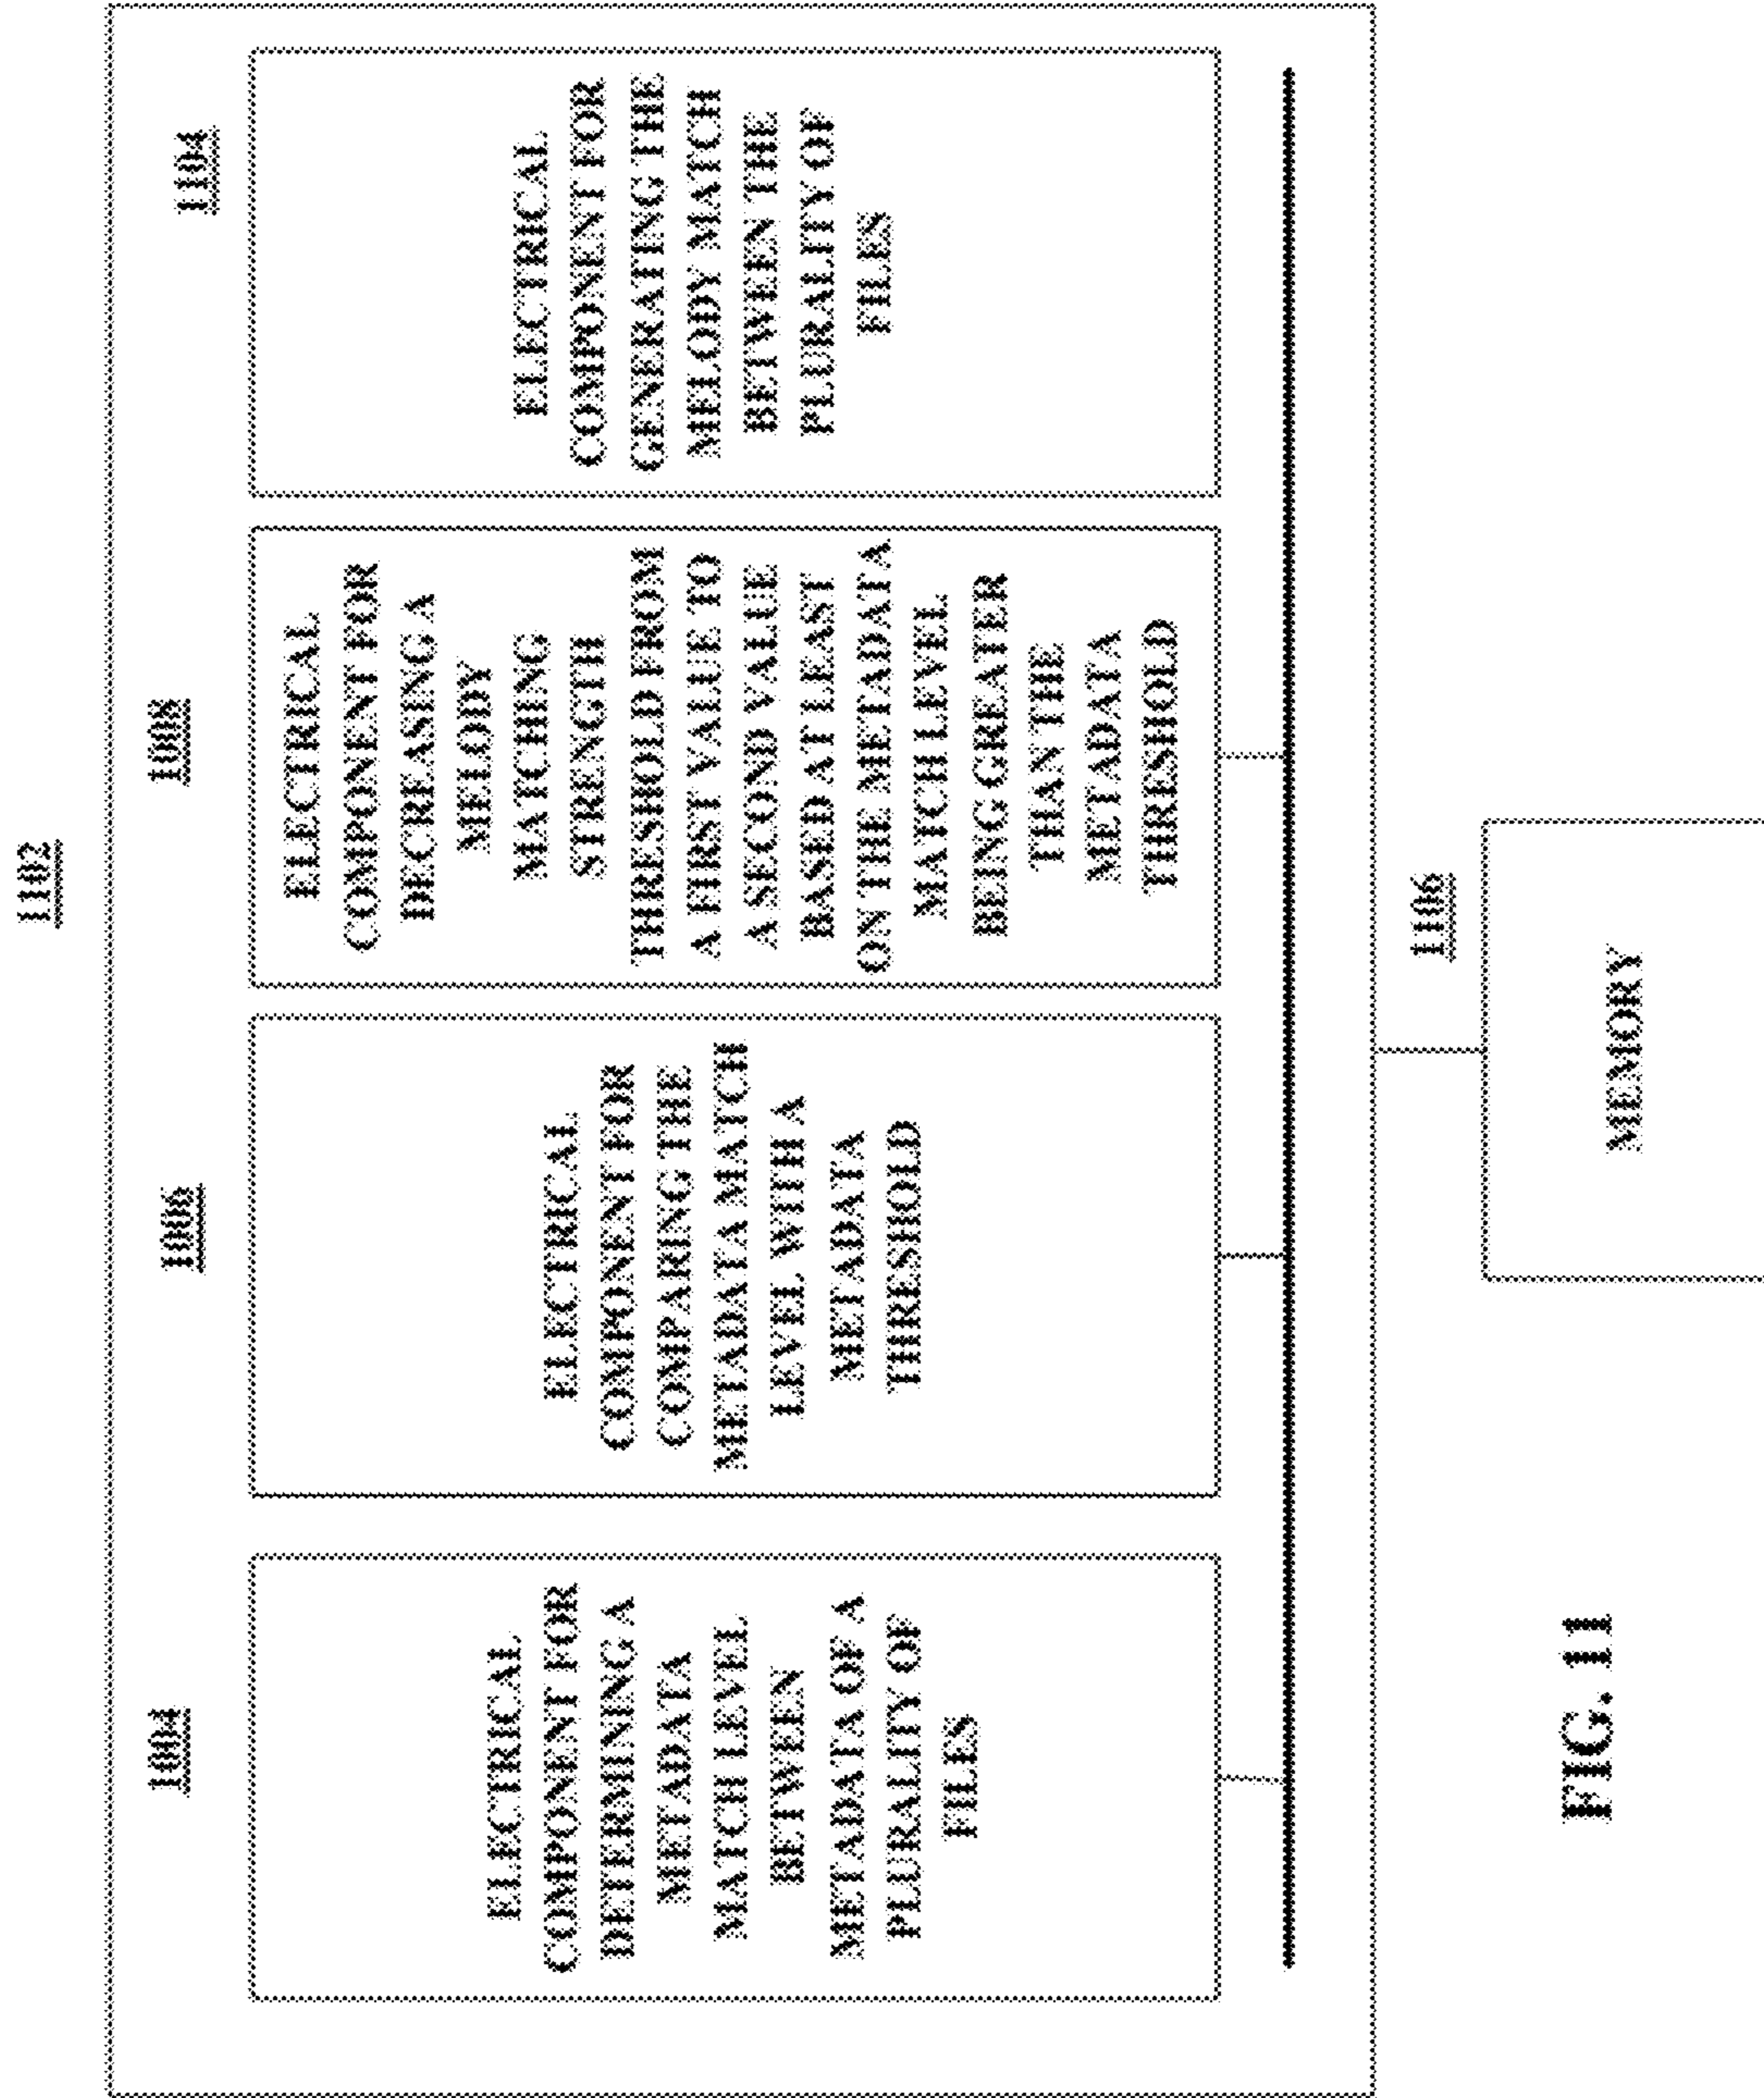 1102
1004
ELECTRICAL
COMPONENT FOR
DETERMINING A
METADATA
MATCH LEVEL
BETWEEN
METADATA OF A
PLURALITY OF
FILES
1006
ELECTRICAL
COMPONENT FOR
COMPARING THE
METADATA MATCH
LEVEL WITH A
METADATA
THRESHOLD
1008
ELECTRICAL
COMPONENT FOR
DECREASING A
MELODY
MATCHING
STRENGTH
THRESHOLD FROM
A FIRST VALUE TO
A SECOND VALUE
BASED AT LEAST
ON THE METADATA
MATCH LEVEL
BEING GREATER
THAN THE
METADATA
THRESHOLD
1104
ELECTRICAL
COMPONENT FOR
GENERATING THE
MELODY MATCH
BETWEEN THE
PLURALITY OF
FILES
1106
MEMORY
FIG. 11